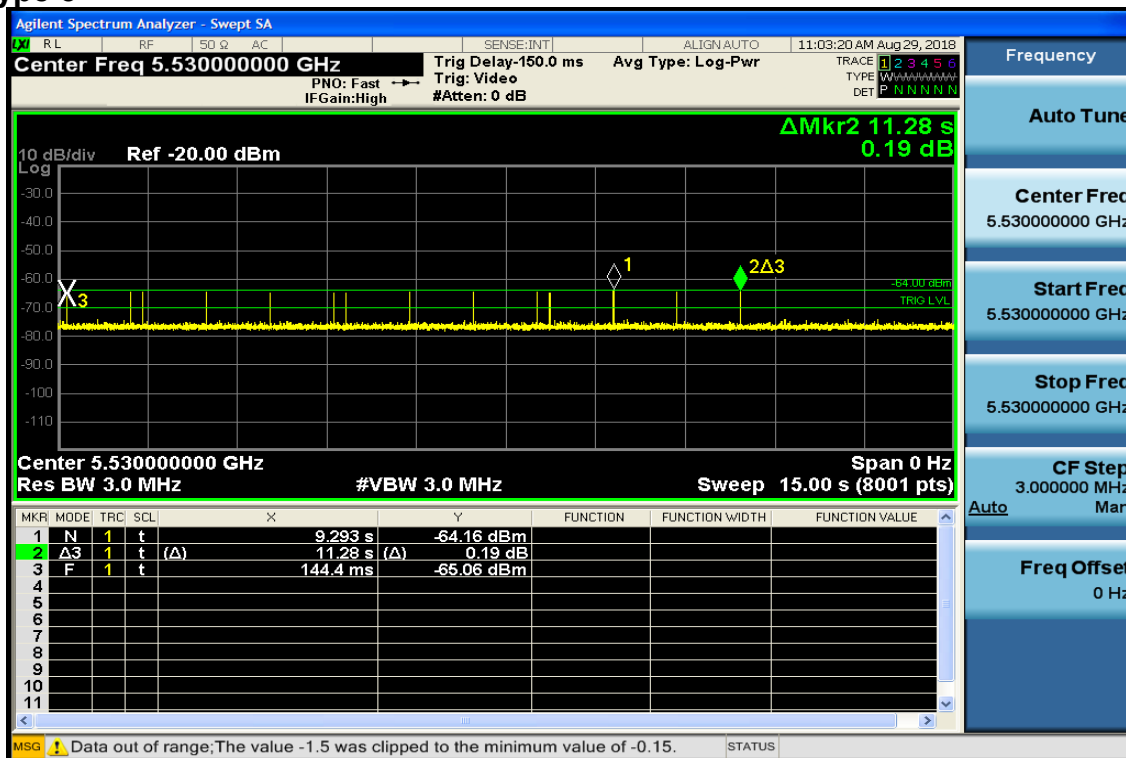 ype 6
Agilent Spectrum Analyzer - Swept SA
LXI RL RF 50 Ω AC SENSE:INT ALIGNAUTO 11:03:20 AM Aug 29, 2018
Center Freq 5.530000000 GHz Trig Delay-150.0 ms Avg Type: Log-Pwr TRACE 1 2 3 4 5 6
PNO: Fast Trig: Video TYPE WWWWWW
IFGain:High #Atten: 0 dB DET P N N N N N
ΔMkr2 11.28 s
0.19 dB
10 dB/div Ref -20.00 dBm
Log
-30.0
-40.0
-50.0
-60.0
-70.0
-80.0
-90.0
-100
-110
1
2Δ3
3
-64.00 dBm
TRIG LVL
Center 5.530000000 GHz Span 0 Hz
Res BW 3.0 MHz #VBW 3.0 MHz Sweep 15.00 s (8001 pts)
MKR MODE TRC SCL X Y FUNCTION FUNCTION WIDTH FUNCTION VALUE
1 N 1 t 9.293 s -64.16 dBm
2 Δ3 1 t (Δ) 11.28 s (Δ) 0.19 dB
3 F 1 t 144.4 ms -65.06 dBm
4
5
6
7
8
9
10
11
MSG Data out of range;The value -1.5 was clipped to the minimum value of -0.15. STATUS
Frequency
Auto Tune
Center Freq
5.530000000 GHz
Start Freq
5.530000000 GHz
Stop Freq
5.530000000 GHz
CF Step
3.000000 MHz
Auto Man
Freq Offset
0 Hz